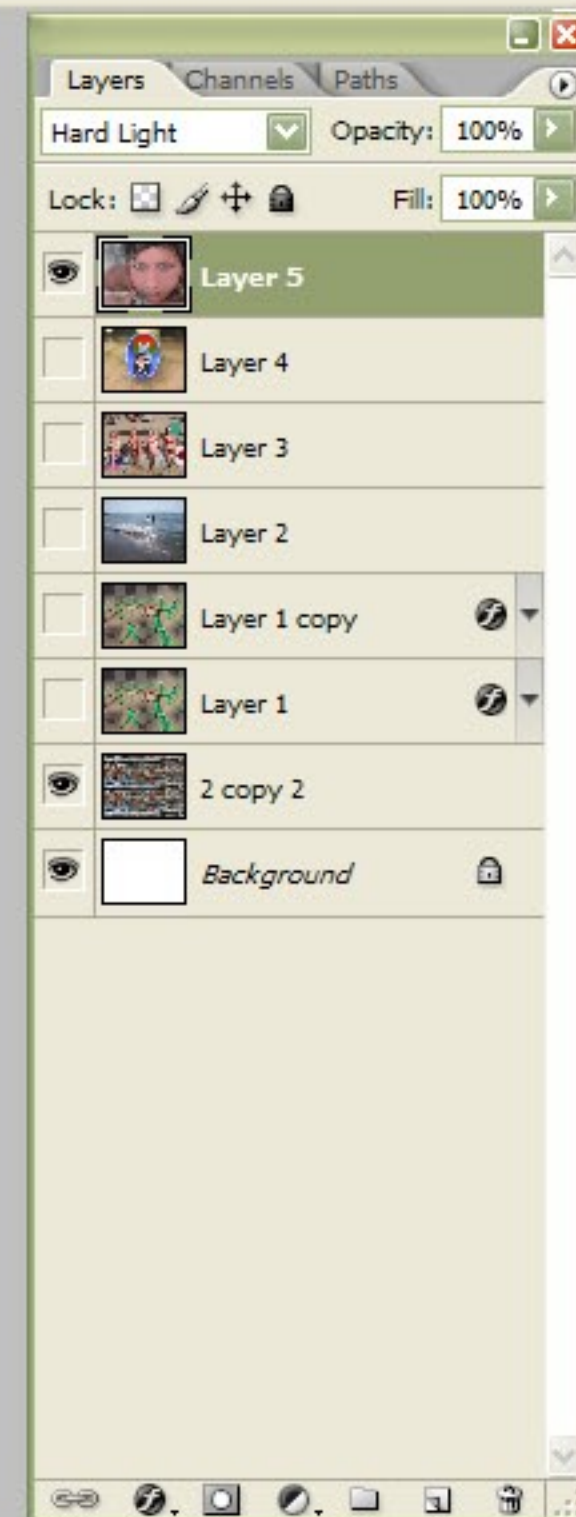 Layers Channels Paths
Hard Light Opacity: 100%
Lock: Fill: 100%
Layer 5
Layer 4
Layer 3
Layer 2
Layer 1 copy
Layer 1
2 copy 2
Background